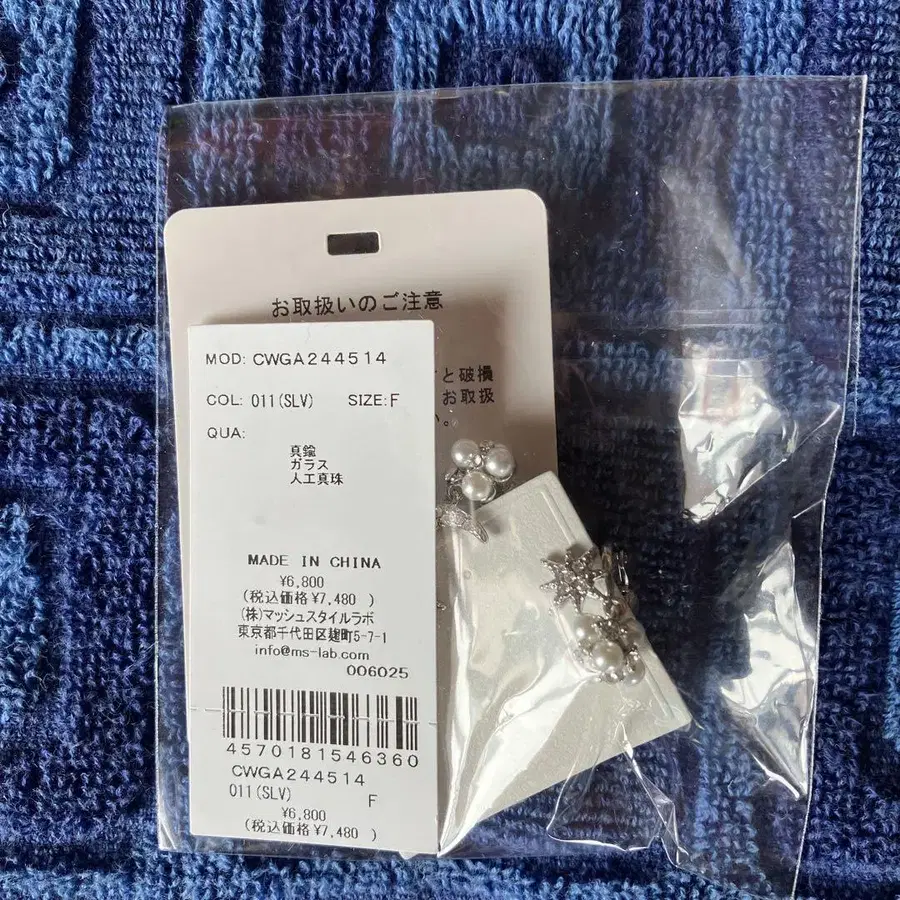 お取扱いのご注意
と破損
お取扱
い。
MOD: CWGA244514
COL: 011(SLV) SIZE:F
QUA:
真鍮
ガラス
人工真珠
MADE IN CHINA
¥6,800
(税込価格¥7,480 )
(株)マッシュスタイルラボ
東京都千代田区麹町5-7-1
info@ms-lab.com
006025
4570181546360
CWGA244514
011(SLV) F
¥6,800
(税込価格¥7,480 )